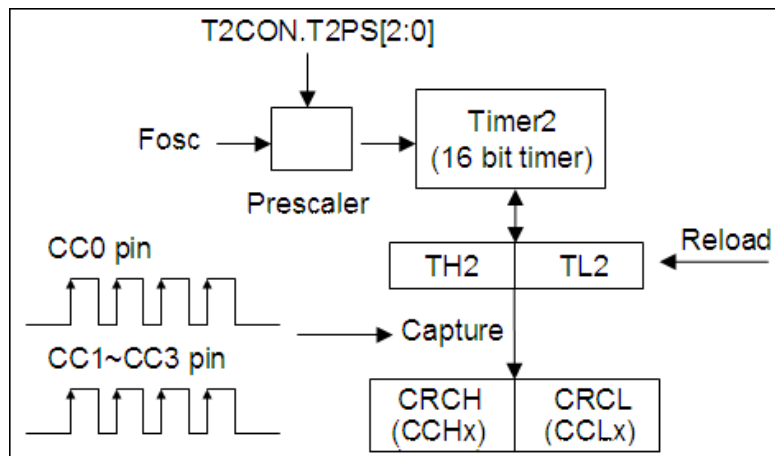 T2CON.T2PS[2:0]
Fosc
Prescaler
Timer2
(16 bit timer)
TH2
TL2
Reload
CC0 pin
Capture
CC1~CC3 pin
CRCH
(CCHx)
CRCL
(CCLx)